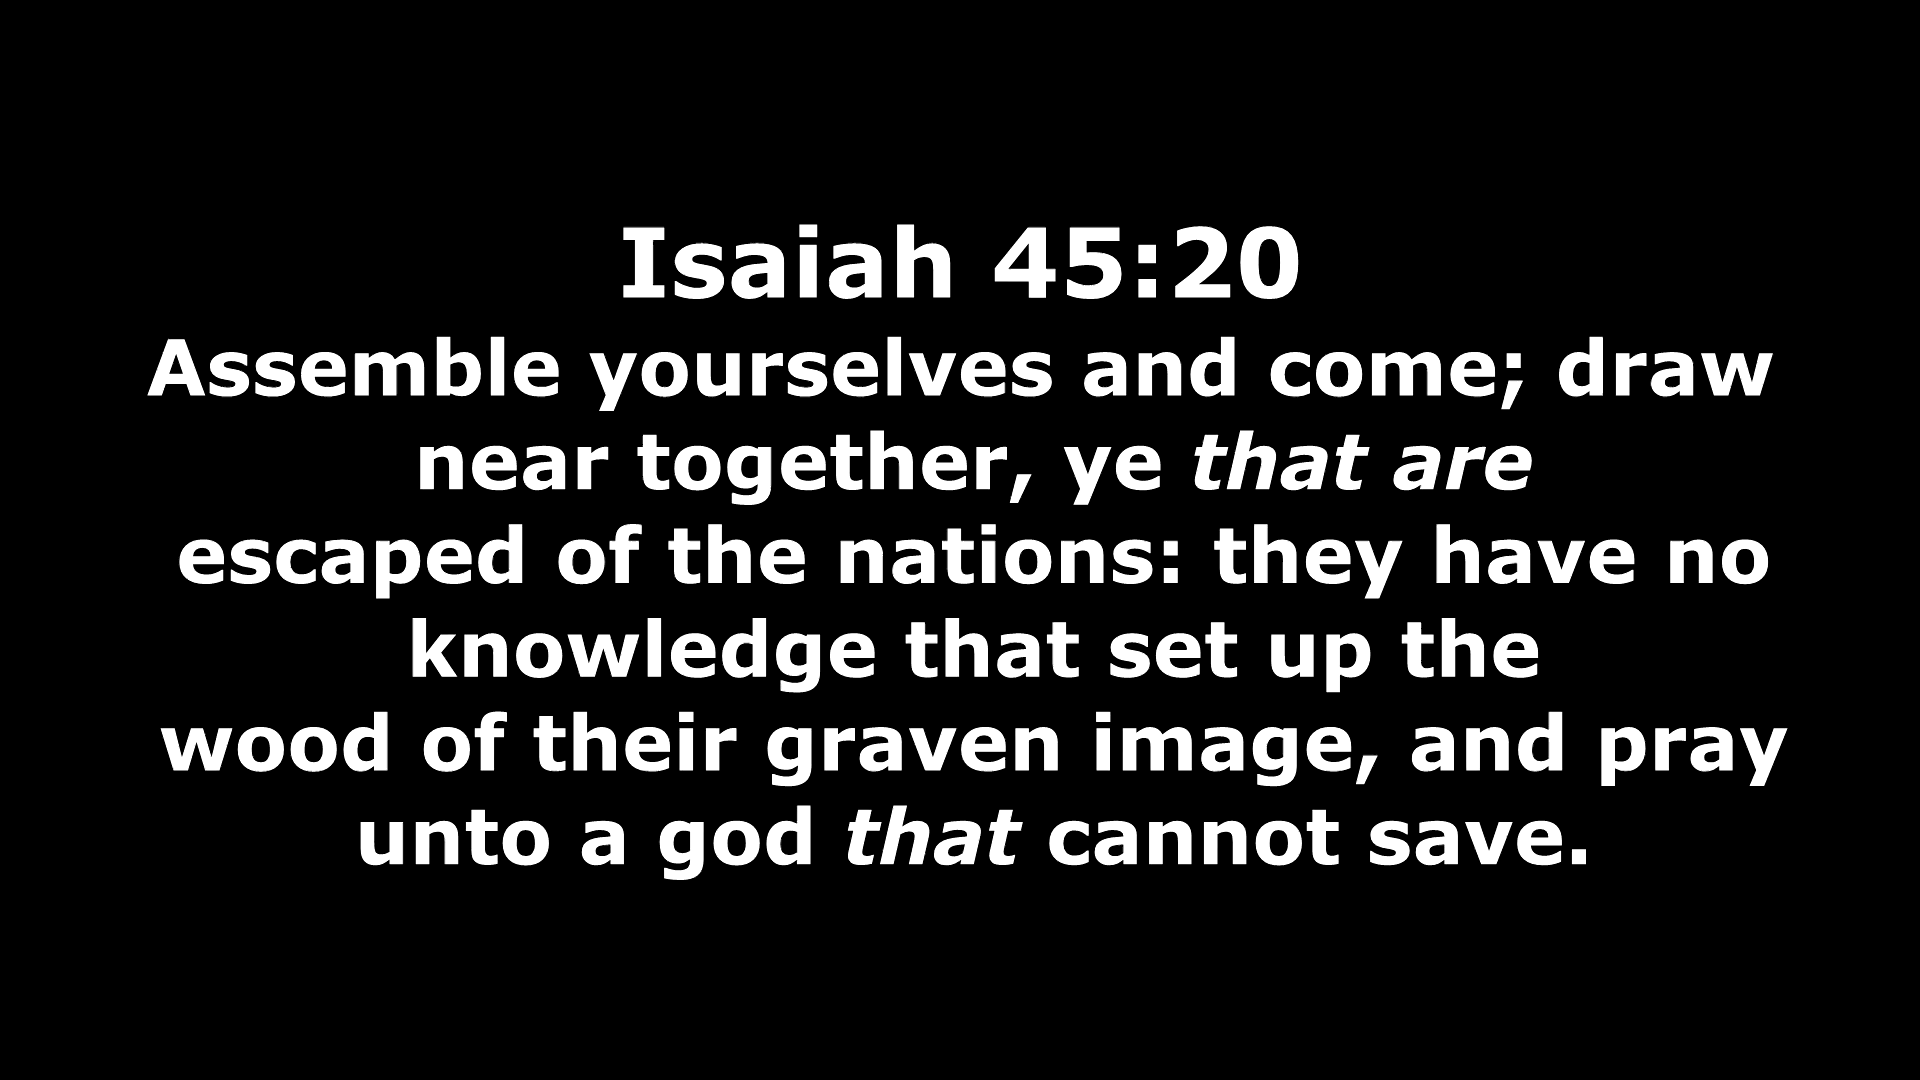 Isaiah 45:20
Assemble yourselves and come; draw
near together, ye that are
escaped of the nations: they have no
knowledge that set up the
wood of their graven image, and pray
unto a god that cannot save.